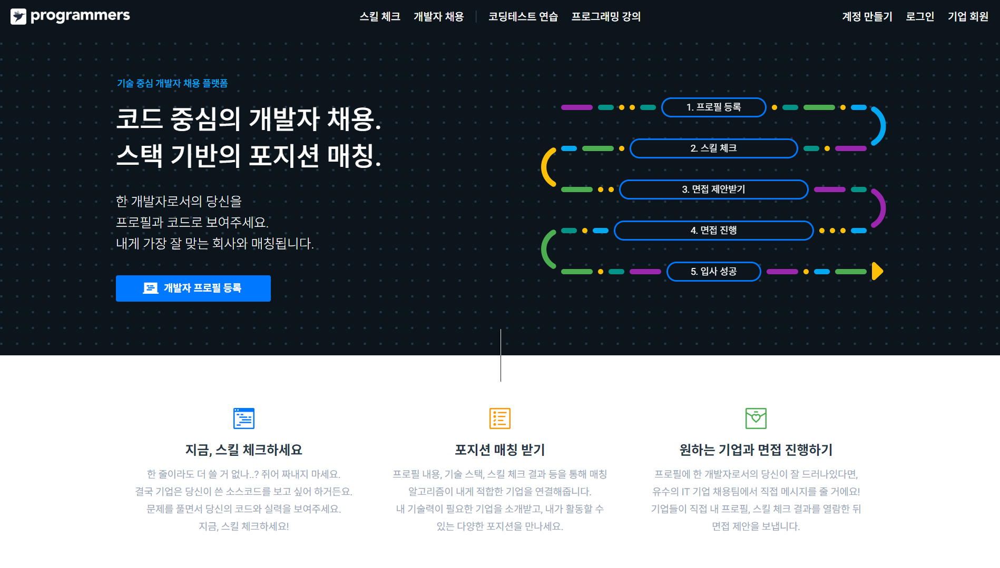 programmers
스킬 체크
개발자 채용
코딩테스트 연습
프로그래밍 강의
계정 만들기
로그인
기업 회원
기술 중심 개발자 채용 플랫폼
코드 중심의 개발자 채용.
스택 기반의 포지션 매칭.
한 개발자로서의 당신을
프로필과 코드로 보여주세요.
내게 가장 잘 맞는 회사와 매칭됩니다.
개발자 프로필 등록
1. 프로필 등록
2. 스킬 체크
3. 면접 제안받기
4. 면접 진행
5. 입사 성공
지금, 스킬 체크하세요
한 줄이라도 더 쓸 거 없나..? 쥐어 짜내지 마세요.
결국 기업은 당신이 쓴 소스코드를 보고 싶어 하거든요.
문제를 풀면서 당신의 코드와 실력을 보여주세요.
지금, 스킬 체크하세요!
포지션 매칭 받기
프로필 내용, 기술 스택, 스킬 체크 결과 등을 통해 매칭
알고리즘이 내게 적합한 기업을 연결해줍니다.
내 기술력이 필요한 기업을 소개받고, 내가 활동할 수
있는 다양한 포지션을 만나세요.
원하는 기업과 면접 진행하기
프로필에 한 개발자로서의 당신이 잘 드러나있다면,
유수의 IT 기업 채용팀에서 직접 메시지를 줄 거에요!
기업들이 직접 내 프로필, 스킬 체크 결과를 열람한 뒤
면접 제안을 보냅니다.